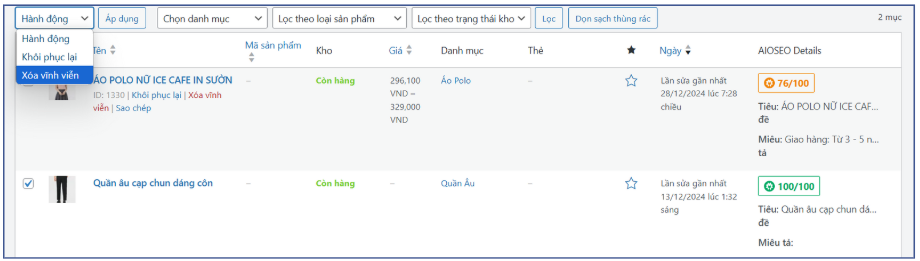 Hành động
Áp dụng
Chọn danh mục
Lọc theo loại sản phẩm
Lọc theo trạng thái kho
Lọc
Dọn sạch thùng rác
2 mục
Hành động
Khôi phục lại
Xóa vĩnh viễn
Tên
Mã sản phẩm
Kho
Giá
Danh mục
Thẻ
Ngày
AIOSEO Details
ÁO POLO NỮ ICE CAFE IN SƯỜN
ID: 1330 | Khôi phục lại | Xóa vĩnh
viễn | Sao chép
–
Còn hàng
296,100
VND –
329,000
VND
Áo Polo
–
Lần sửa gần nhất
28/12/2024 lúc 7:28
chiều
76/100
Tiêu: ÁO POLO NỮ ICE CAF...
đề
Miêu: Giao hàng: Từ 3 - 5 n...
tả
Quần âu cạp chun dáng côn
–
Còn hàng
–
Quần Âu
–
Lần sửa gần nhất
13/12/2024 lúc 1:32
sáng
100/100
Tiêu: Quần âu cạp chun dá...
đề
Miêu tả: